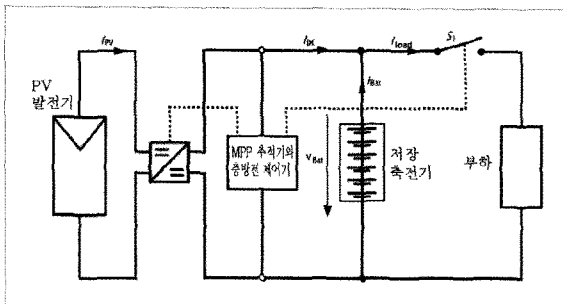 I_PV
I_DC
I_load
S₁
PV
발전기
I_Bat
MPP 추적기와
충방전 제어기
V_Bat
저장
축전기
부하